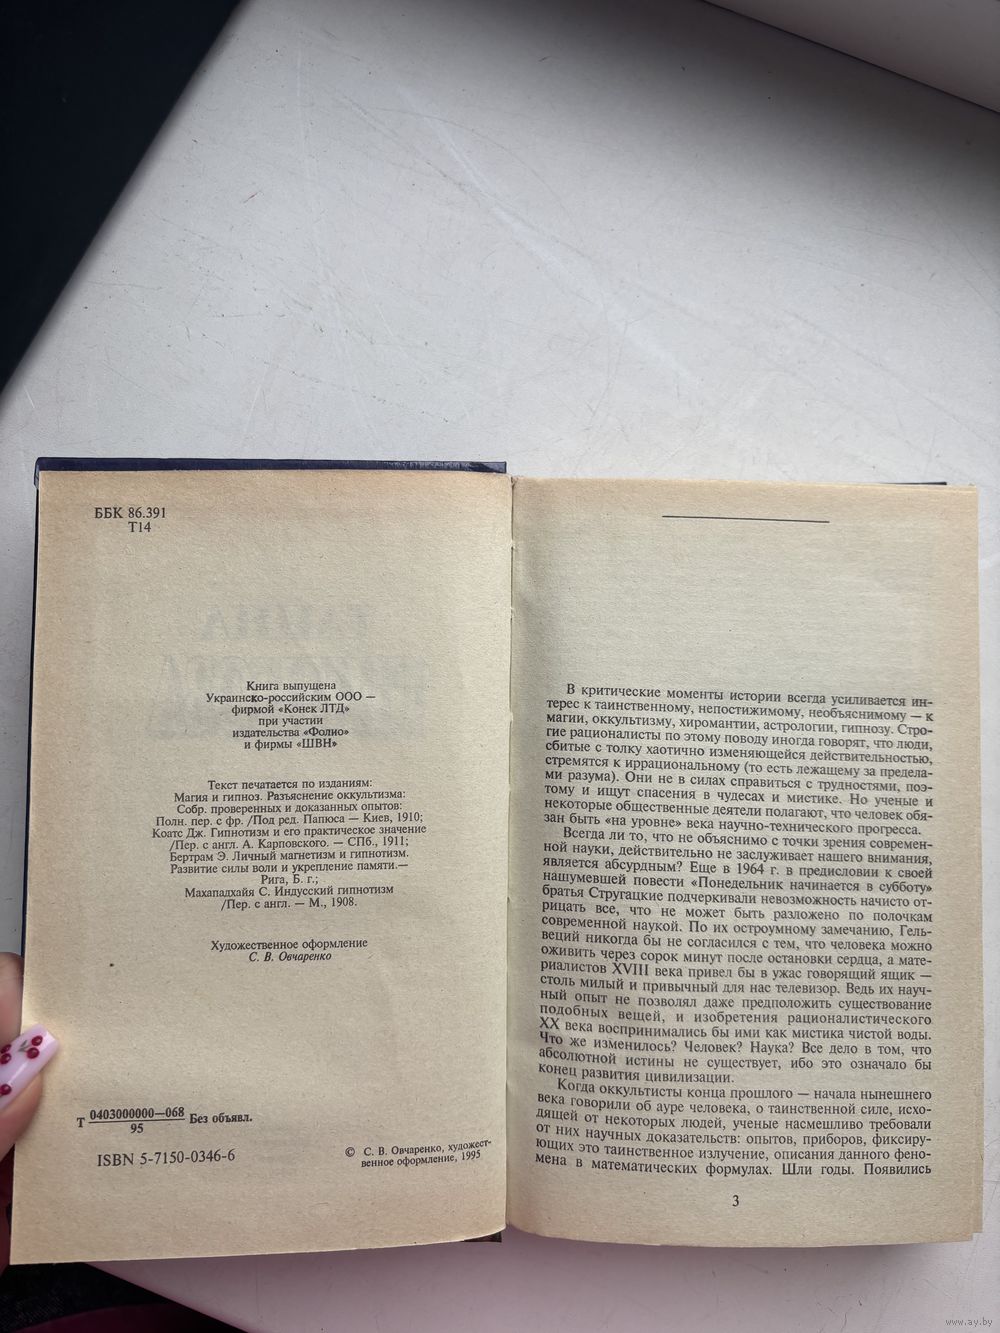 ББК 86.391
Т14
Книга выпущена
Украинско-российским ООО —
фирмой «Конек ЛТД»
при участии
издательства «Фолио»
и фирмы «ШВН»
Текст печатается по изданиям:
Магия и гипноз. Разъяснение оккультизма:
Собр. проверенных и доказанных опытов:
Полн. пер. с фр. /Под ред. Папюса — Киев, 1910;
Коатс Дж. Гипнотизм и его практическое значение
/Пер. с англ. А. Карповского. — СПб., 1911;
Бертрам Э. Личный магнетизм и гипнотизм.
Развитие силы воли и укрепление памяти.—
Рига, Б. г.;
Махападхайя С. Индусский гипнотизм
/Пер. с англ. — М., 1908.
Художественное оформление
С. В. Овчаренко
Т 0403000000—068 Без объявл.
95
ISBN 5-7150-0346-6
© С. В. Овчаренко, художест-
венное оформление, 1995
В критические моменты истории всегда усиливается ин-
терес к таинственному, непостижимому, необъяснимому — к
магии, оккультизму, хиромантии, астрологии, гипнозу. Стро-
гие рационалисты по этому поводу иногда говорят, что люди,
сбитые с толку хаотично изменяющейся действительностью,
стремятся к иррациональному (то есть лежащему за предела-
ми разума). Они не в силах справиться с трудностями, поэ-
тому и ищут спасения в чудесах и мистике. Но ученые и
некоторые общественные деятели полагают, что человек обя-
зан быть «на уровне» века научно-технического прогресса.
Всегда ли то, что не объяснимо с точки зрения современ-
ной науки, действительно не заслуживает нашего внимания,
является абсурдным? Еще в 1964 г. в предисловии к своей
нашумевшей повести «Понедельник начинается в субботу»
братья Стругацкие подчеркивали невозможность начисто от-
рицать все, что не может быть разложено по полочкам
современной наукой. По их остроумному замечанию, Гель-
веций никогда бы не согласился с тем, что человека можно
оживить через сорок минут после остановки сердца, а мате-
риалистов XVIII века привел бы в ужас говорящий ящик —
столь милый и привычный для нас телевизор. Ведь их науч-
ный опыт не позволял даже предположить существование
подобных вещей, и изобретения рационалистического
XX века воспринимались бы ими как мистика чистой воды.
Что же изменилось? Человек? Наука? Все дело в том, что
абсолютной истины не существует, ибо это означало бы
конец развития цивилизации.
Когда оккультисты конца прошлого — начала нынешнего
века говорили об ауре человека, о таинственной силе, исхо-
дящей от некоторых людей, ученые насмешливо требовали
от них научных доказательств: опытов, приборов, фиксиру-
ющих это таинственное излучение, описания данного фено-
мена в математических формулах. Шли годы. Появились
3
www.ay.by